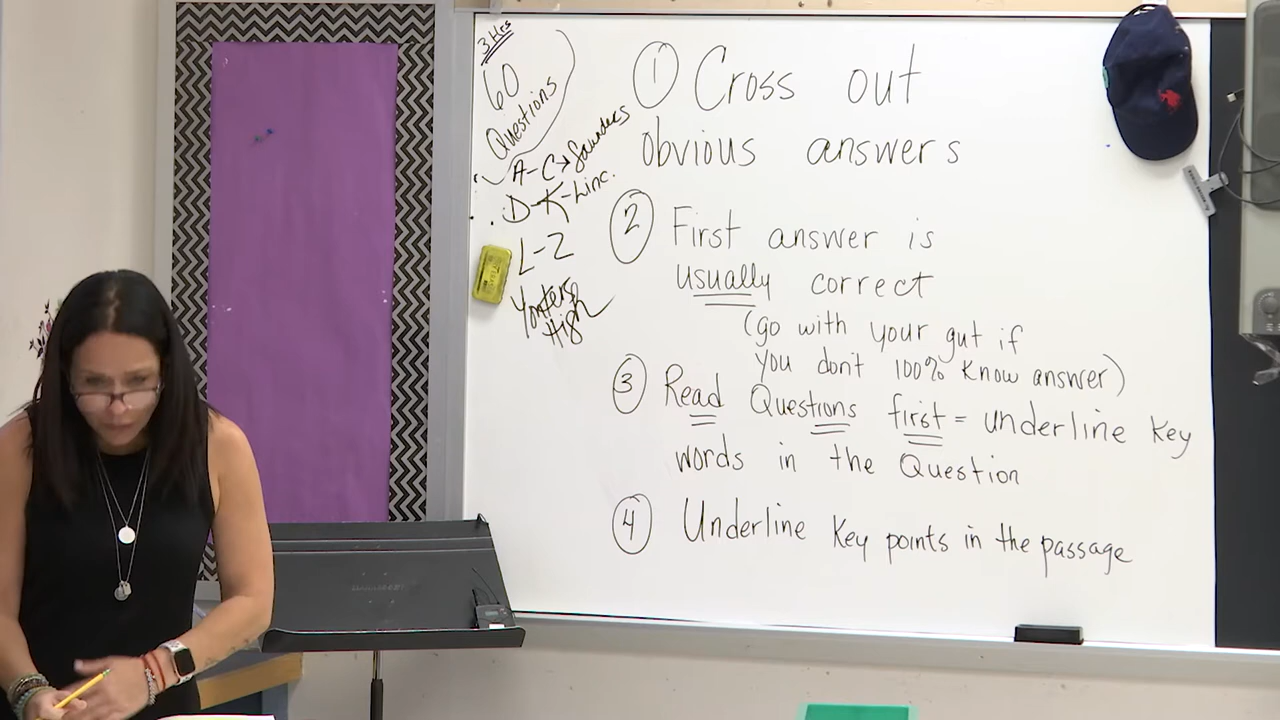 3 Hrs
60
Questions
A-C→Saunders
D-K-Linc.
L-Z
Yonkers
High
① Cross out
obvious answers
② First answer is
usually correct
(go with your gut if
you don't 100% know answer)
③ Read Questions first = underline key
words in the Question
④ Underline key points in the passage